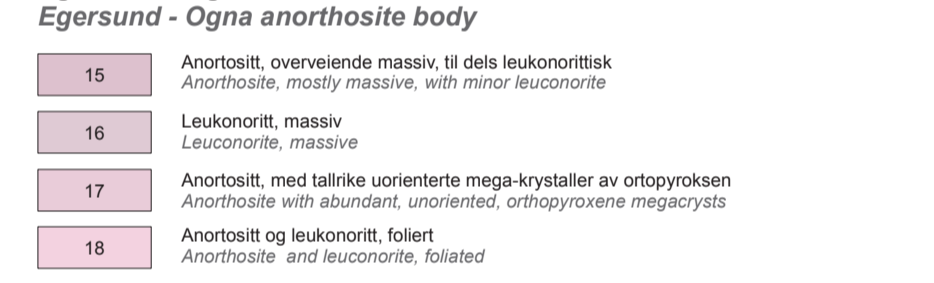 Egersund - Ogna anorthosite body
15
Anortositt, overveiende massiv, til dels leukonorittisk
Anorthosite, mostly massive, with minor leuconorite
16
Leukonoritt, massiv
Leuconorite, massive
17
Anortositt, med tallrike uorienterte mega-krystaller av ortopyroksen
Anorthosite with abundant, unoriented, orthopyroxene megacrysts
18
Anortositt og leukonoritt, foliert
Anorthosite and leuconorite, foliated